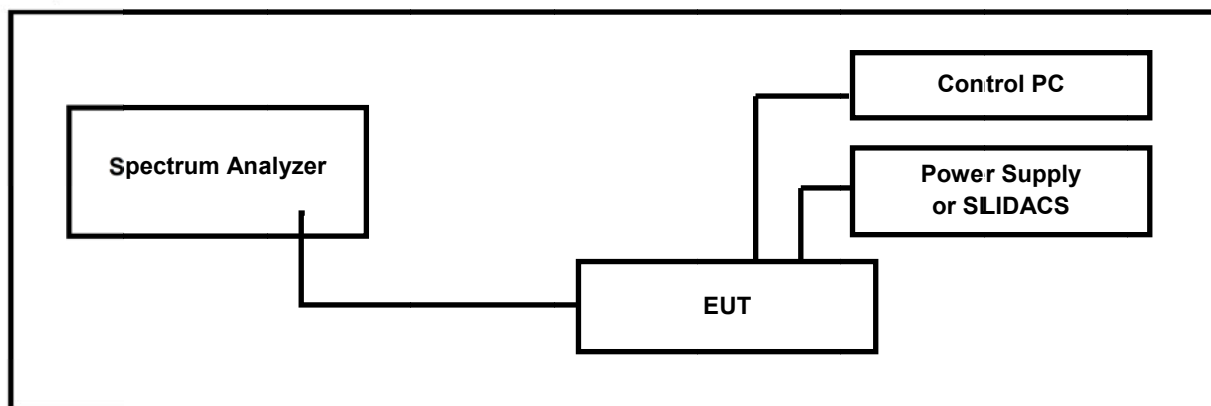 Control PC
Spectrum Analyzer
Power Supply
or SLIDACS
EUT